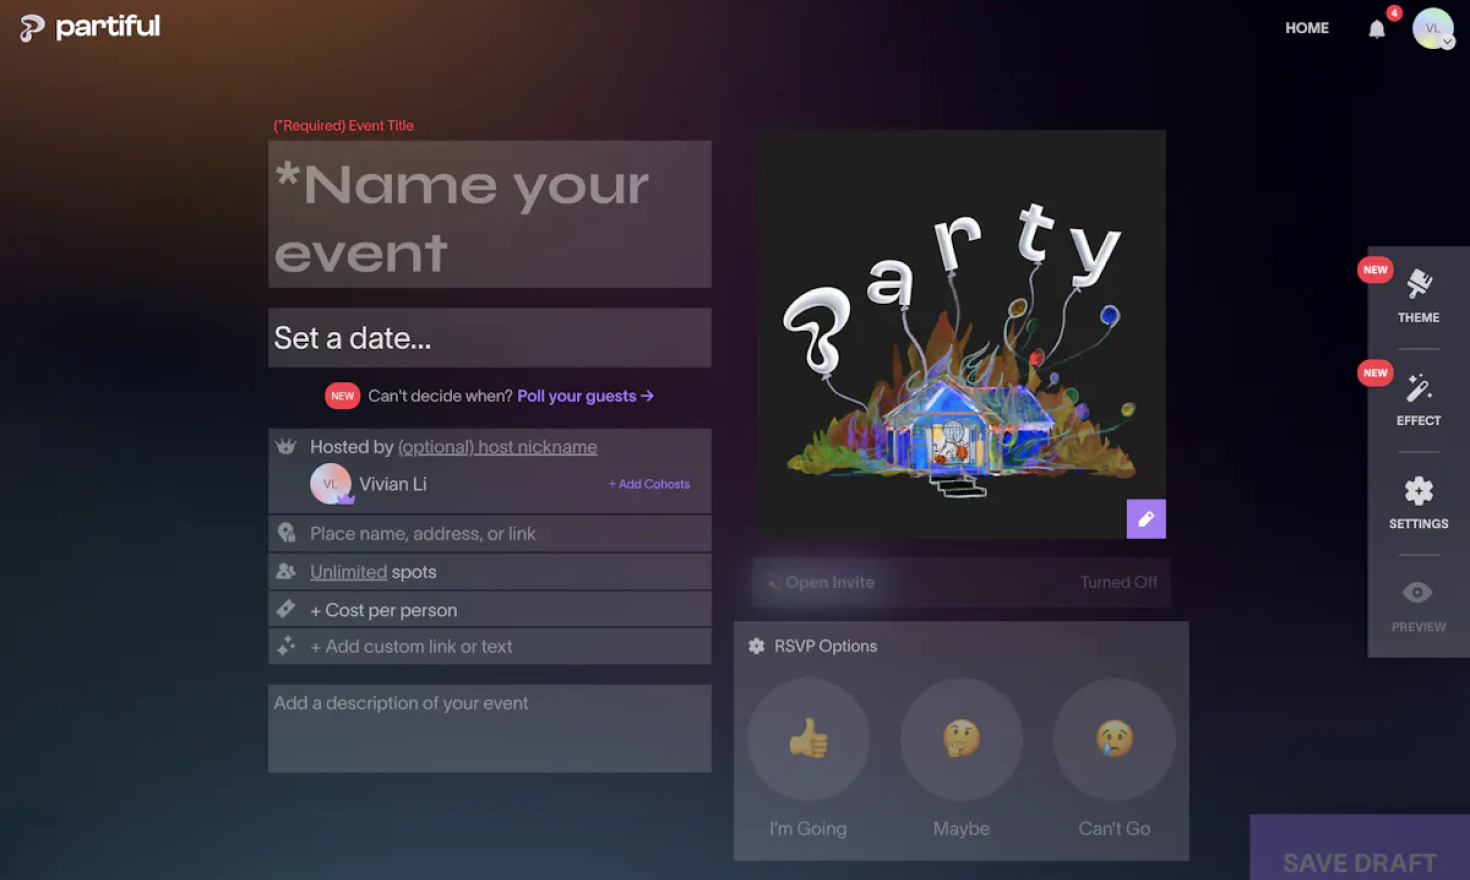 partiful
HOME
4
VL
(*Required) Event Title
*Name your
event
Set a date...
NEW Can't decide when? Poll your guests →
Hosted by (optional) host nickname
VL Vivian Li + Add Cohosts
Place name, address, or link
Unlimited spots
+ Cost per person
+ Add custom link or text
Add a description of your event
Party
Open Invite Turned Off
RSVP Options
I'm Going Maybe Can't Go
NEW
THEME
NEW
EFFECT
SETTINGS
PREVIEW
SAVE DRAFT